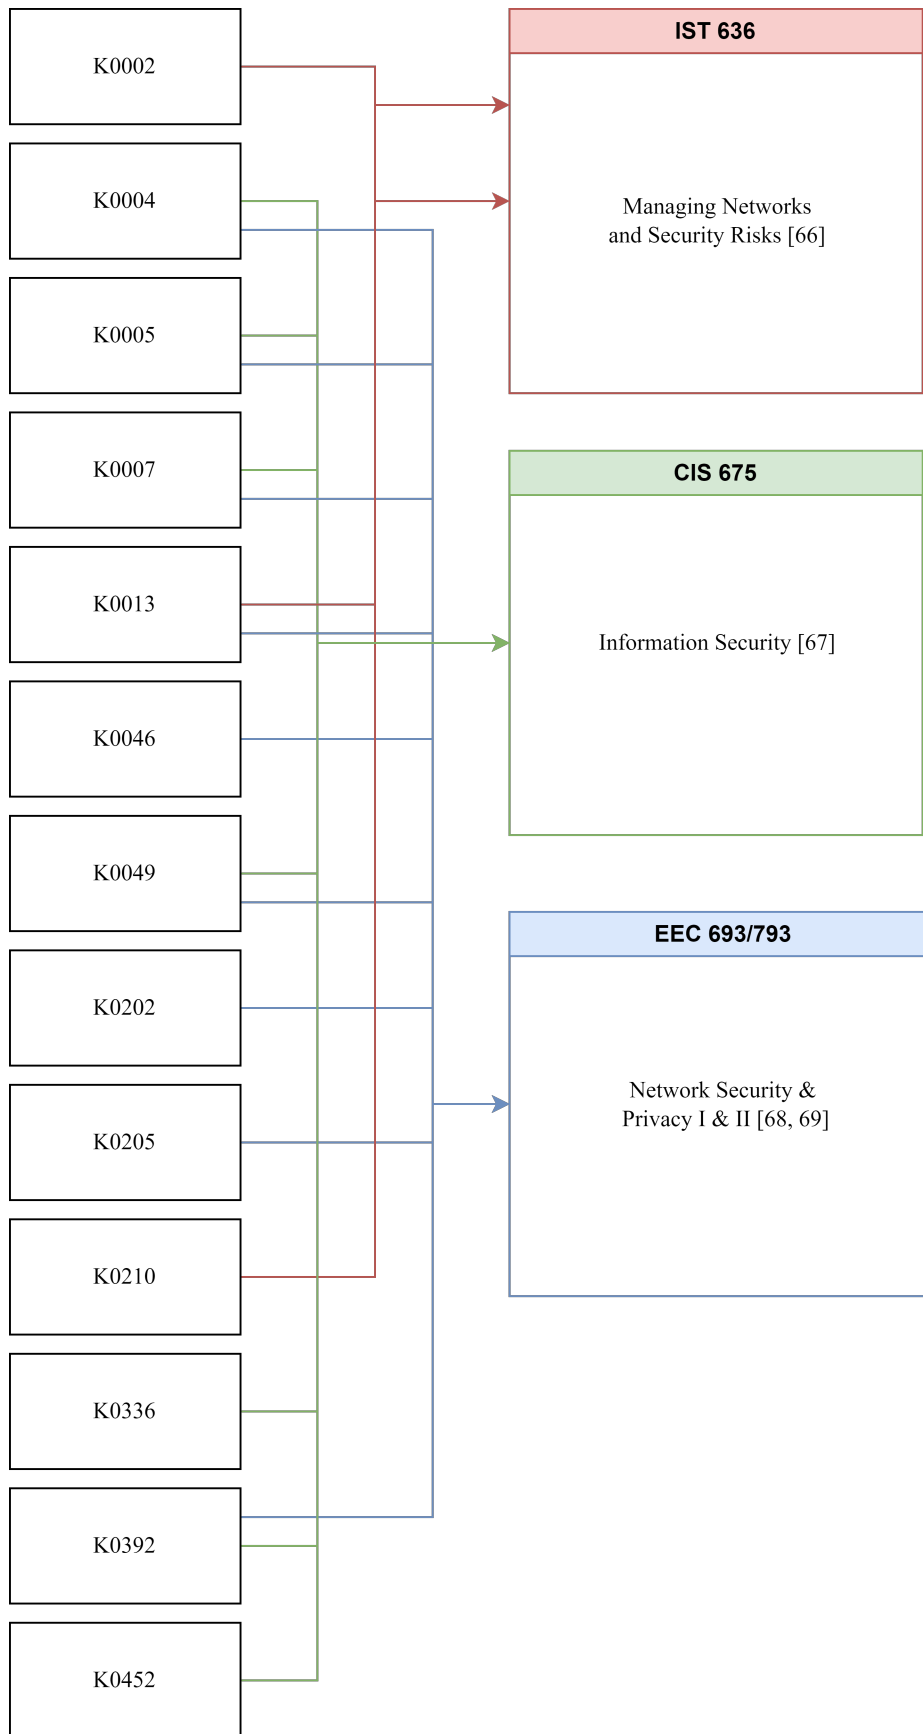 K0002
K0004
K0005
K0007
K0013
K0046
K0049
K0202
K0205
K0210
K0336
K0392
K0452
IST 636
Managing Networks
and Security Risks [66]
CIS 675
Information Security [67]
EEC 693/793
Network Security &
Privacy I & II [68, 69]